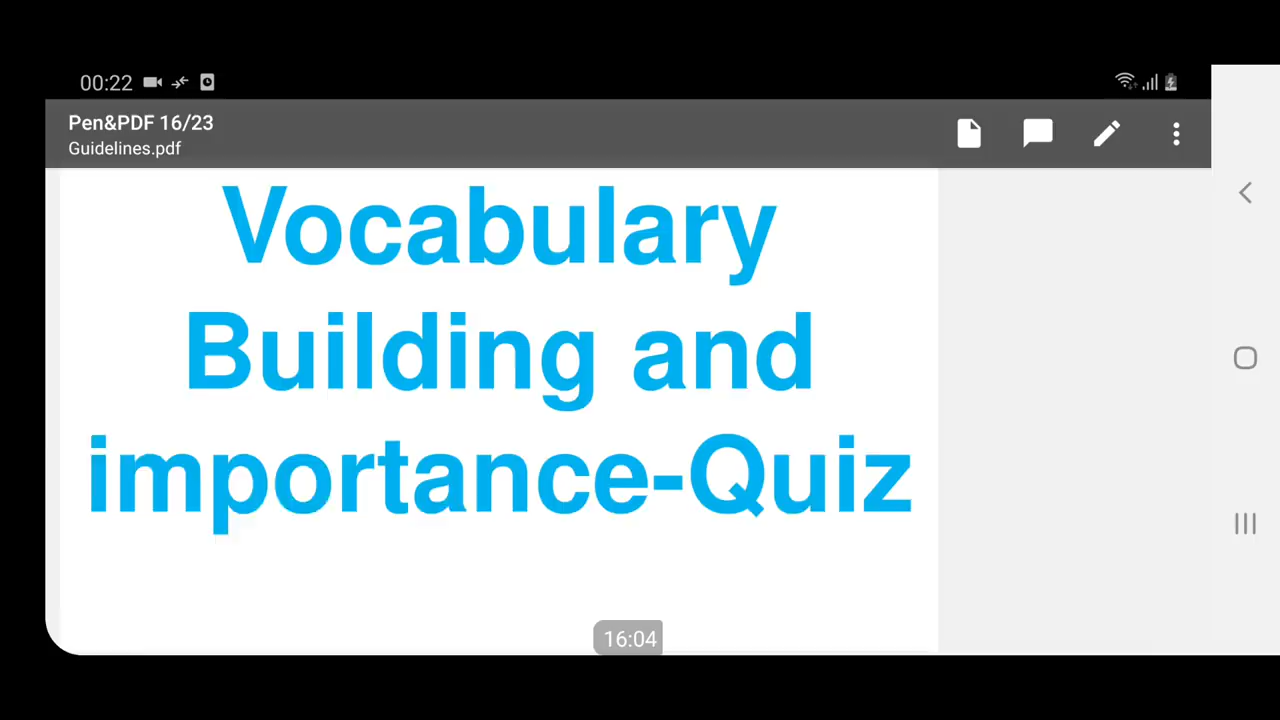 00:22
Pen&PDF 16/23
Guidelines.pdf
Vocabulary
Building and
importance-Quiz
16:04